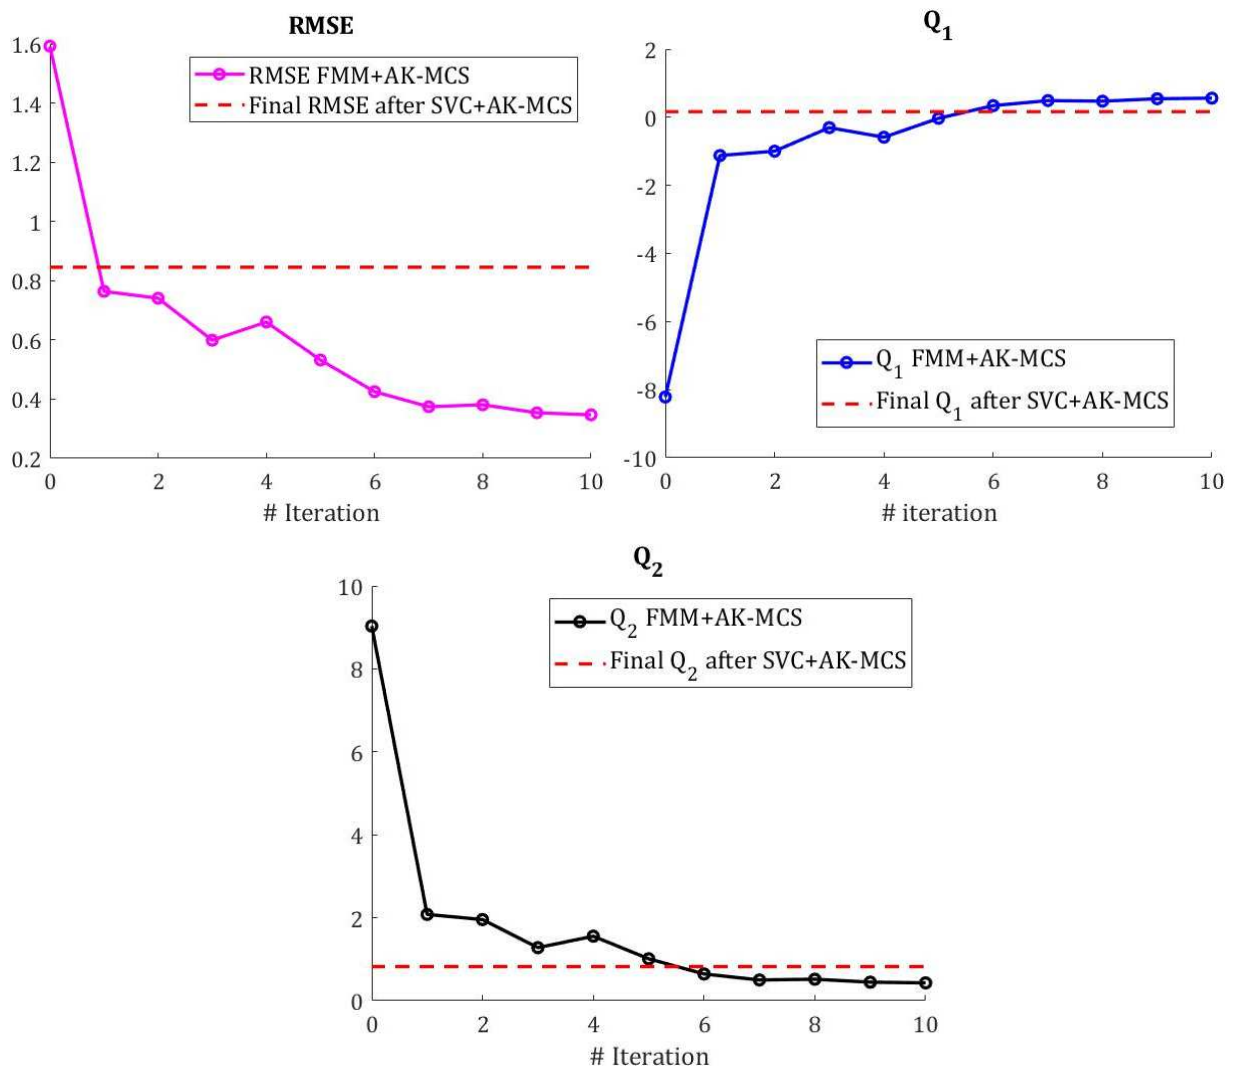 RMSE
1.6
1.4
1.2
1
0.8
0.6
0.4
0.2
RMSE FMM+AK-MCS
Final RMSE after SVC+AK-MCS
0 2 4 6 8 10
# Iteration
Q1
2
0
-2
-4
-6
-8
-10
Q1 FMM+AK-MCS
Final Q1 after SVC+AK-MCS
0 2 4 6 8 10
# iteration
Q2
10
8
6
4
2
0
Q2 FMM+AK-MCS
Final Q2 after SVC+AK-MCS
0 2 4 6 8 10
# Iteration